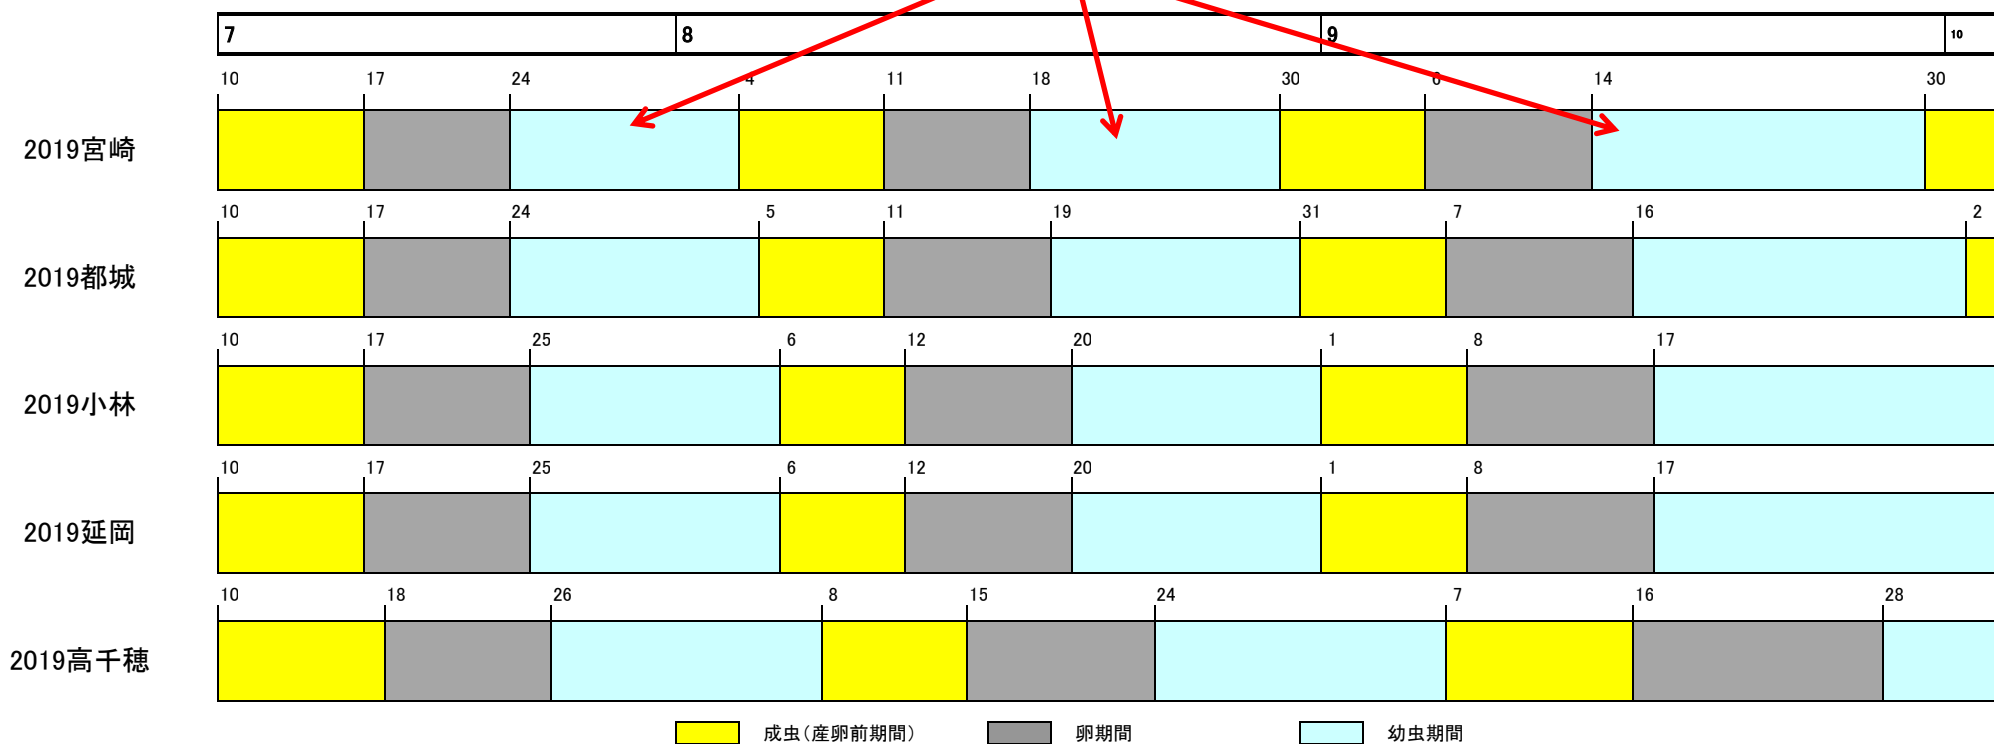 7 8 9 10
10 17 24 4 11 18 30 6 14 30
2019宮崎
10 17 24 5 11 19 31 7 16 2
2019都城
10 17 25 6 12 20 1 8 17
2019小林
10 17 25 6 12 20 1 8 17
2019延岡
10 18 26 8 15 24 7 16 28
2019高千穂
成虫(産卵前期間) 卵期間 幼虫期間